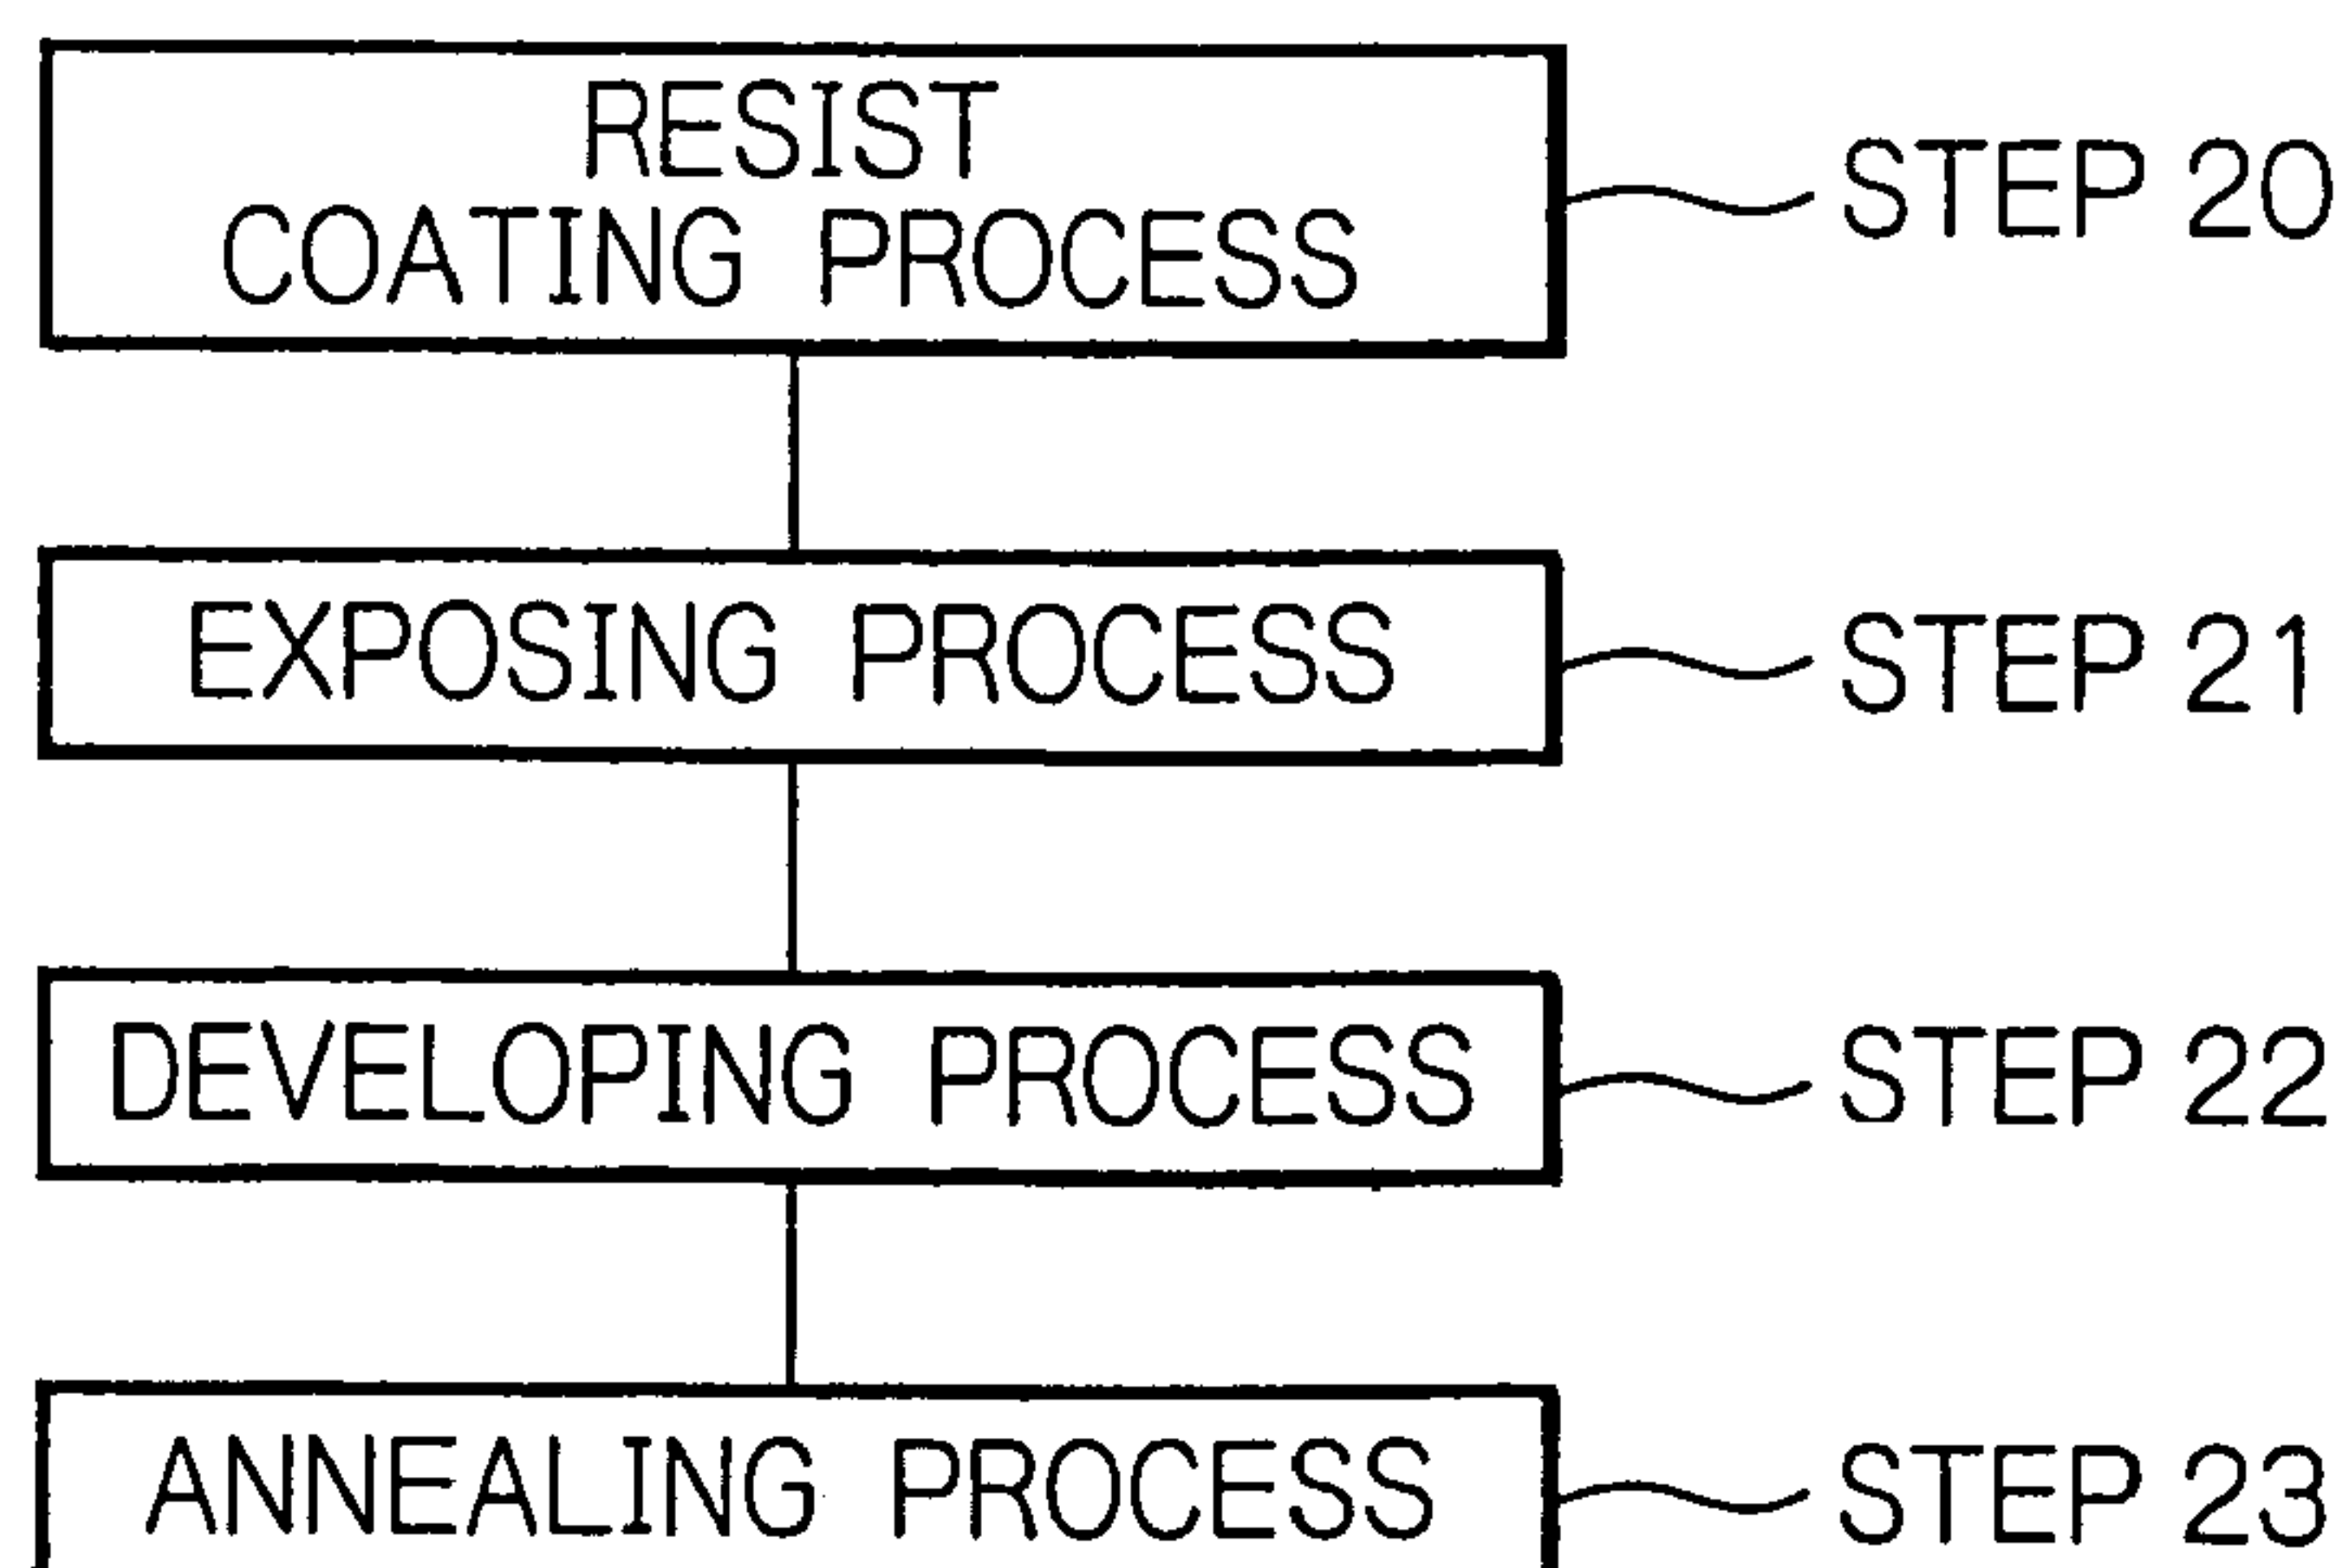 RESIST
COATING PROCESS
STEP 20
EXPOSING PROCESS
STEP 21
DEVELOPING PROCESS
STEP 22
ANNEALING PROCESS
STEP 23